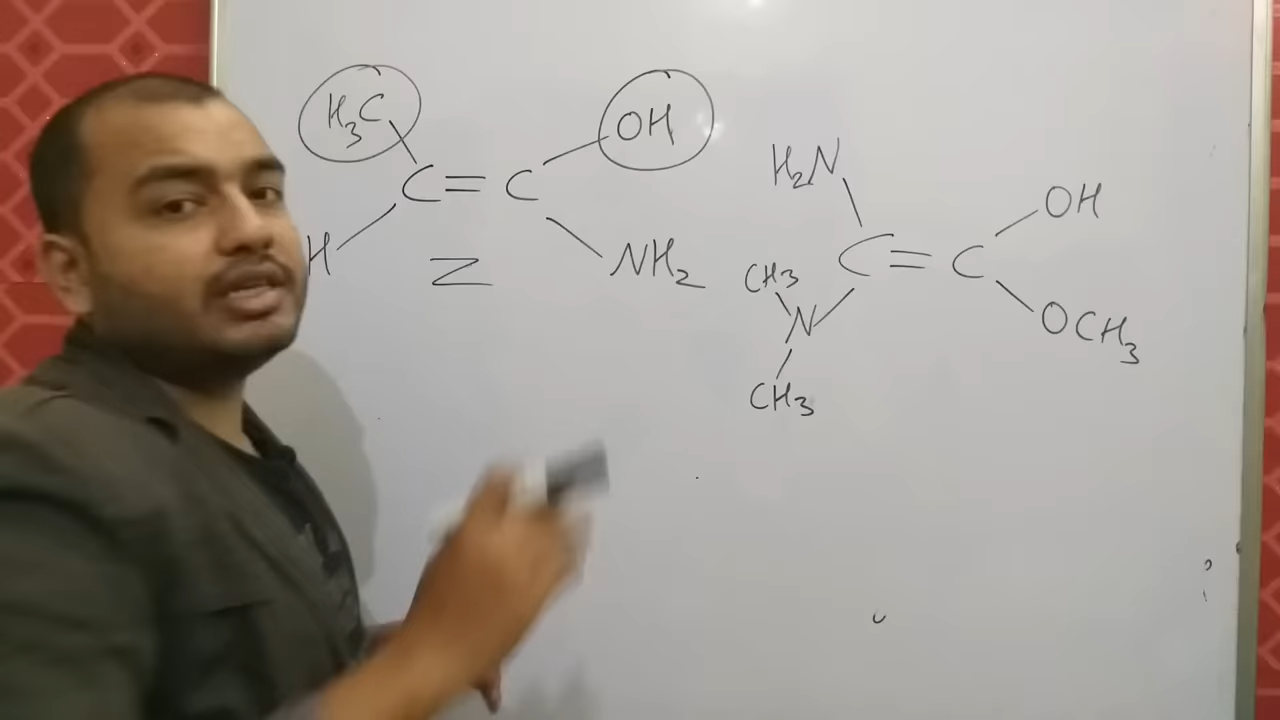 H₃C OH
C = C
H NH₂
Z
H₂N OH
C = C
CH₃
N OCH₃
CH₃